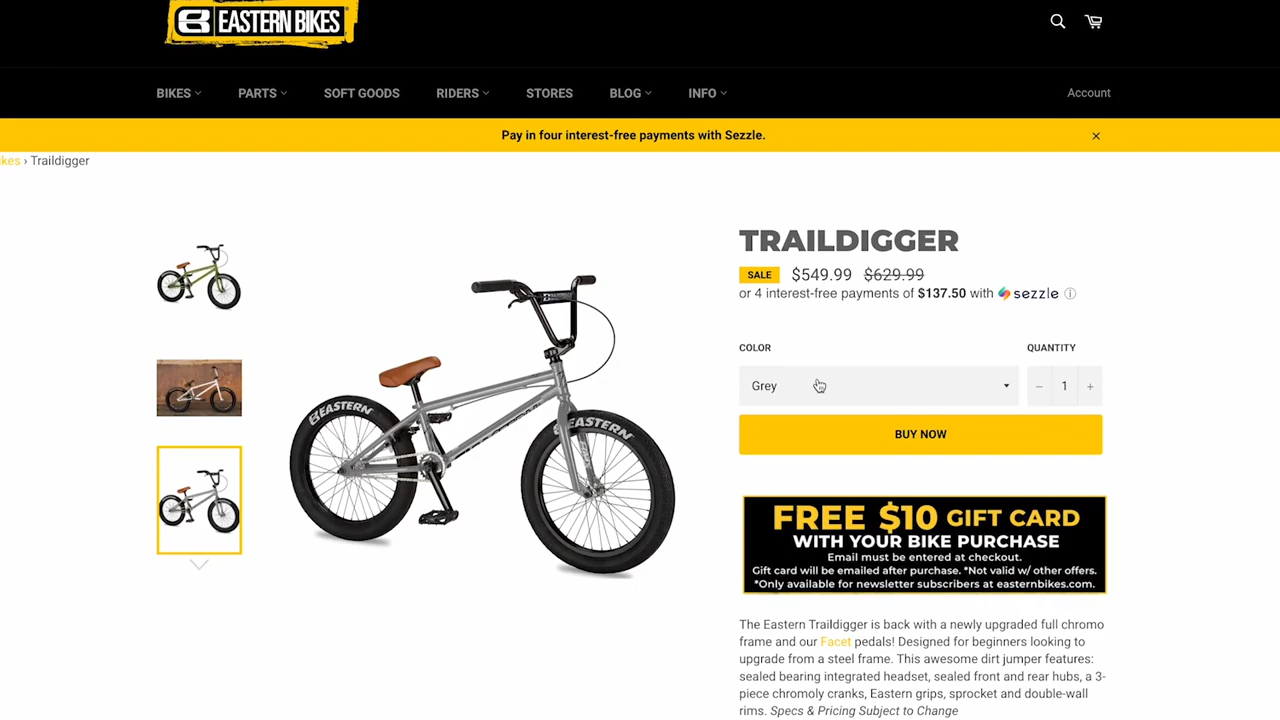 EASTERN BIKES
BIKES PARTS SOFT GOODS RIDERS STORES BLOG INFO Account
Pay in four interest-free payments with Sezzle. ×
kes › Traildigger
TRAILDIGGER
SALE $549.99 $629.99
or 4 interest-free payments of $137.50 with sezzle ⓘ
COLOR QUANTITY
Grey − 1 +
BUY NOW
EASTERN
EASTERN
FREE $10 GIFT CARD
WITH YOUR BIKE PURCHASE
Email must be entered at checkout.
Gift card will be emailed after purchase. *Not valid w/ other offers.
*Only available for newsletter subscribers at easternbikes.com.
The Eastern Traildigger is back with a newly upgraded full chromo
frame and our Facet pedals! Designed for beginners looking to
upgrade from a steel frame. This awesome dirt jumper features:
sealed bearing integrated headset, sealed front and rear hubs, a 3-
piece chromoly cranks, Eastern grips, sprocket and double-wall
rims. Specs & Pricing Subject to Change